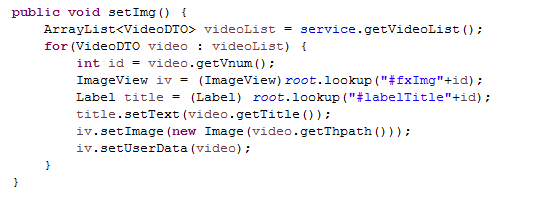 public void setImg() {
    ArrayList<VideoDTO> videoList = service.getVideoList();
    for(VideoDTO video : videoList) {
        int id = video.getVnum();
        ImageView iv = (ImageView)root.lookup("#fxImg"+id);
        Label title = (Label) root.lookup("#labelTitle"+id);
        title.setText(video.getTitle());
        iv.setImage(new Image(video.getThpath()));
        iv.setUserData(video);
    }
}